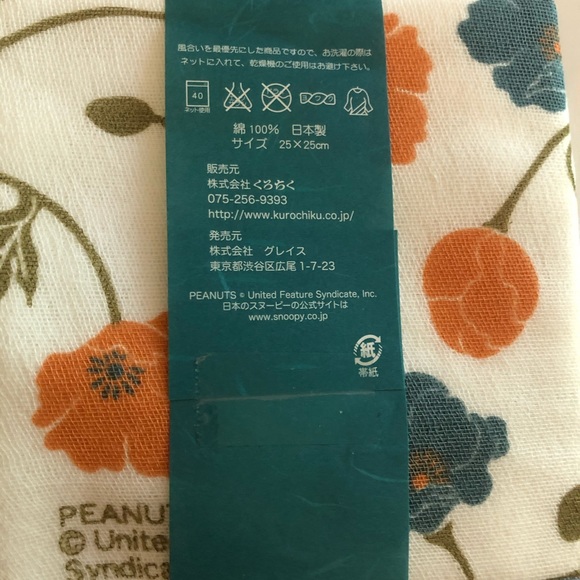 風合いを最優先にした商品ですので、お洗濯の際は
ネットに入れて、乾燥機のご使用はお避け下さい。
40
ネット使用
綿 100% 日本製
サイズ 25×25cm
販売元
株式会社 くろちく
075-256-9393
http://www.kurochiku.co.jp/
発売元
株式会社 グレイス
東京都渋谷区広尾 1-7-23
PEANUTS © United Feature Syndicate, Inc.
日本のスヌーピーの公式サイトは
www.snoopy.co.jp
紙
帯紙
PEANUT
© Unite
Syndica